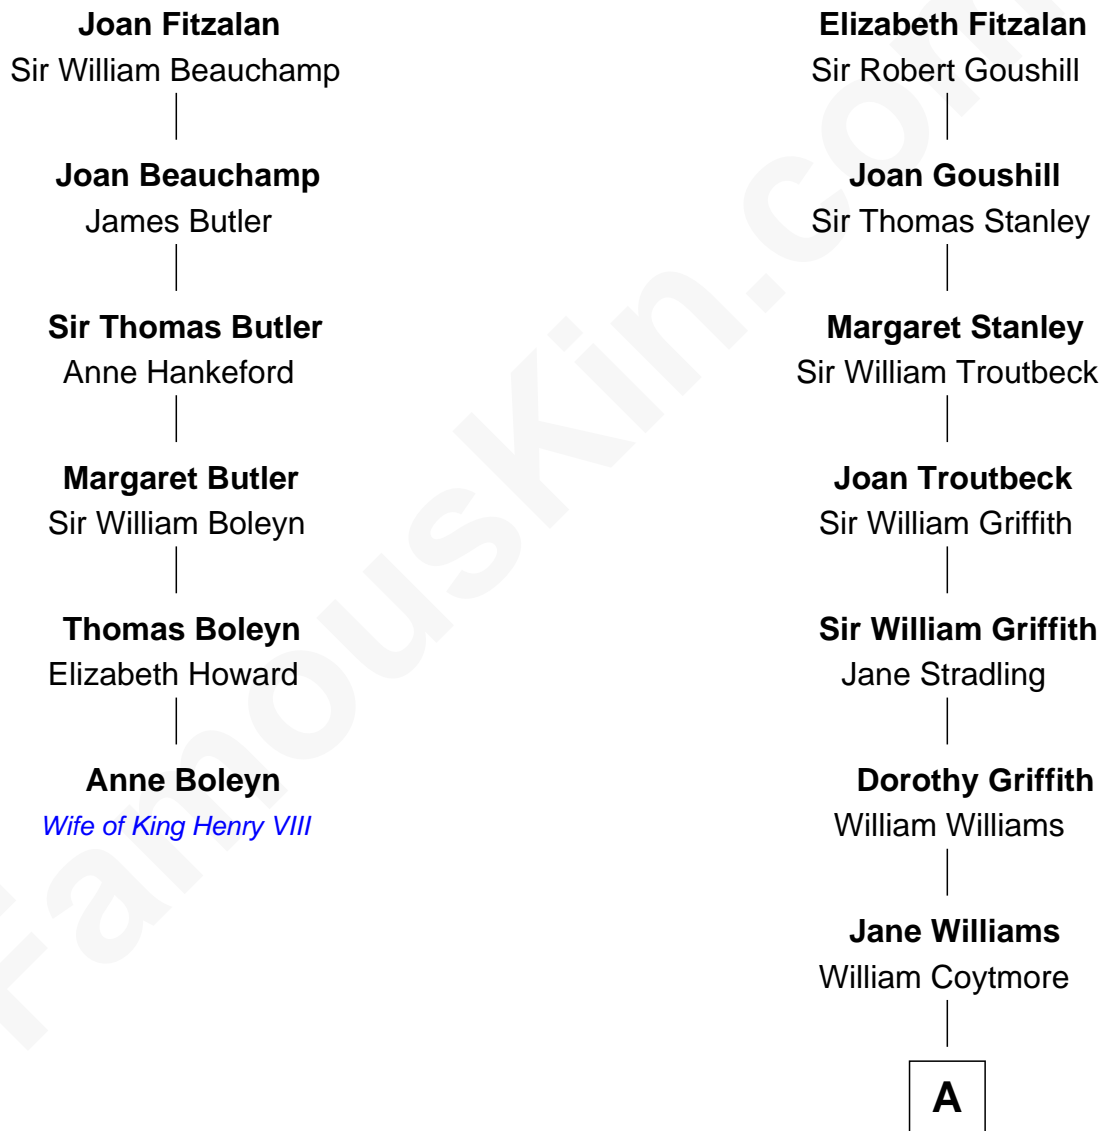 Joan Fitzalan
Sir William Beauchamp
Joan Beauchamp
James Butler
Sir Thomas Butler
Anne Hankeford
Margaret Butler
Sir William Boleyn
Thomas Boleyn
Elizabeth Howard
Anne Boleyn
Wife of King Henry VIII
Elizabeth Fitzalan
Sir Robert Goushill
Joan Goushill
Sir Thomas Stanley
Margaret Stanley
Sir William Troutbeck
Joan Troutbeck
Sir William Griffith
Sir William Griffith
Jane Stradling
Dorothy Griffith
William Williams
Jane Williams
William Coytmore
A
FamousKin.com